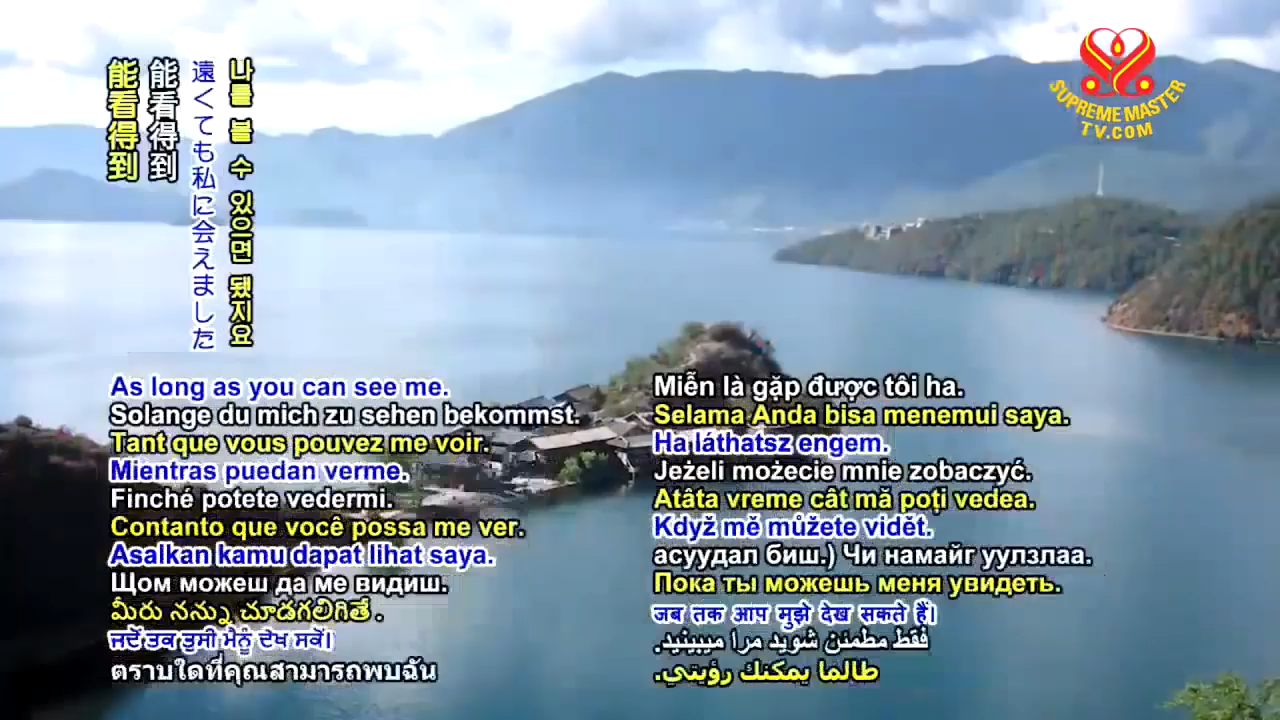 能看得到
能看得到
遠くても私に会えました
나를 볼 수 있으면 됐지요
SUPREME MASTER
TV.COM
As long as you can see me.
Solange du mich zu sehen bekommst.
Tant que vous pouvez me voir.
Mientras puedan verme.
Finché potete vedermi.
Contanto que você possa me ver.
Asalkan kamu dapat lihat saya.
Щом можеш да ме видиш.
మీరు నన్ను చూడగలిగితే .
ਜਦੋਂ ਤਕ ਤੁਸੀ ਮੈਨੂੰ ਦੇਖ ਸਕੋਂ।
ตราบใดที่คุณสามารถพบฉัน
Miễn là gặp được tôi ha.
Selama Anda bisa menemui saya.
Ha láthatsz engem.
Jeżeli możecie mnie zobaczyć.
Atâta vreme cât mă poți vedea.
Když mě můžete vidět.
асуудал биш.) Чи намайг уулзлаа.
Пока ты можешь меня увидеть.
जब तक आप मुझे देख सकते हैं।
فقط مطمئن شوید مرا میبینید.
طالما يمكنك رؤيتي.